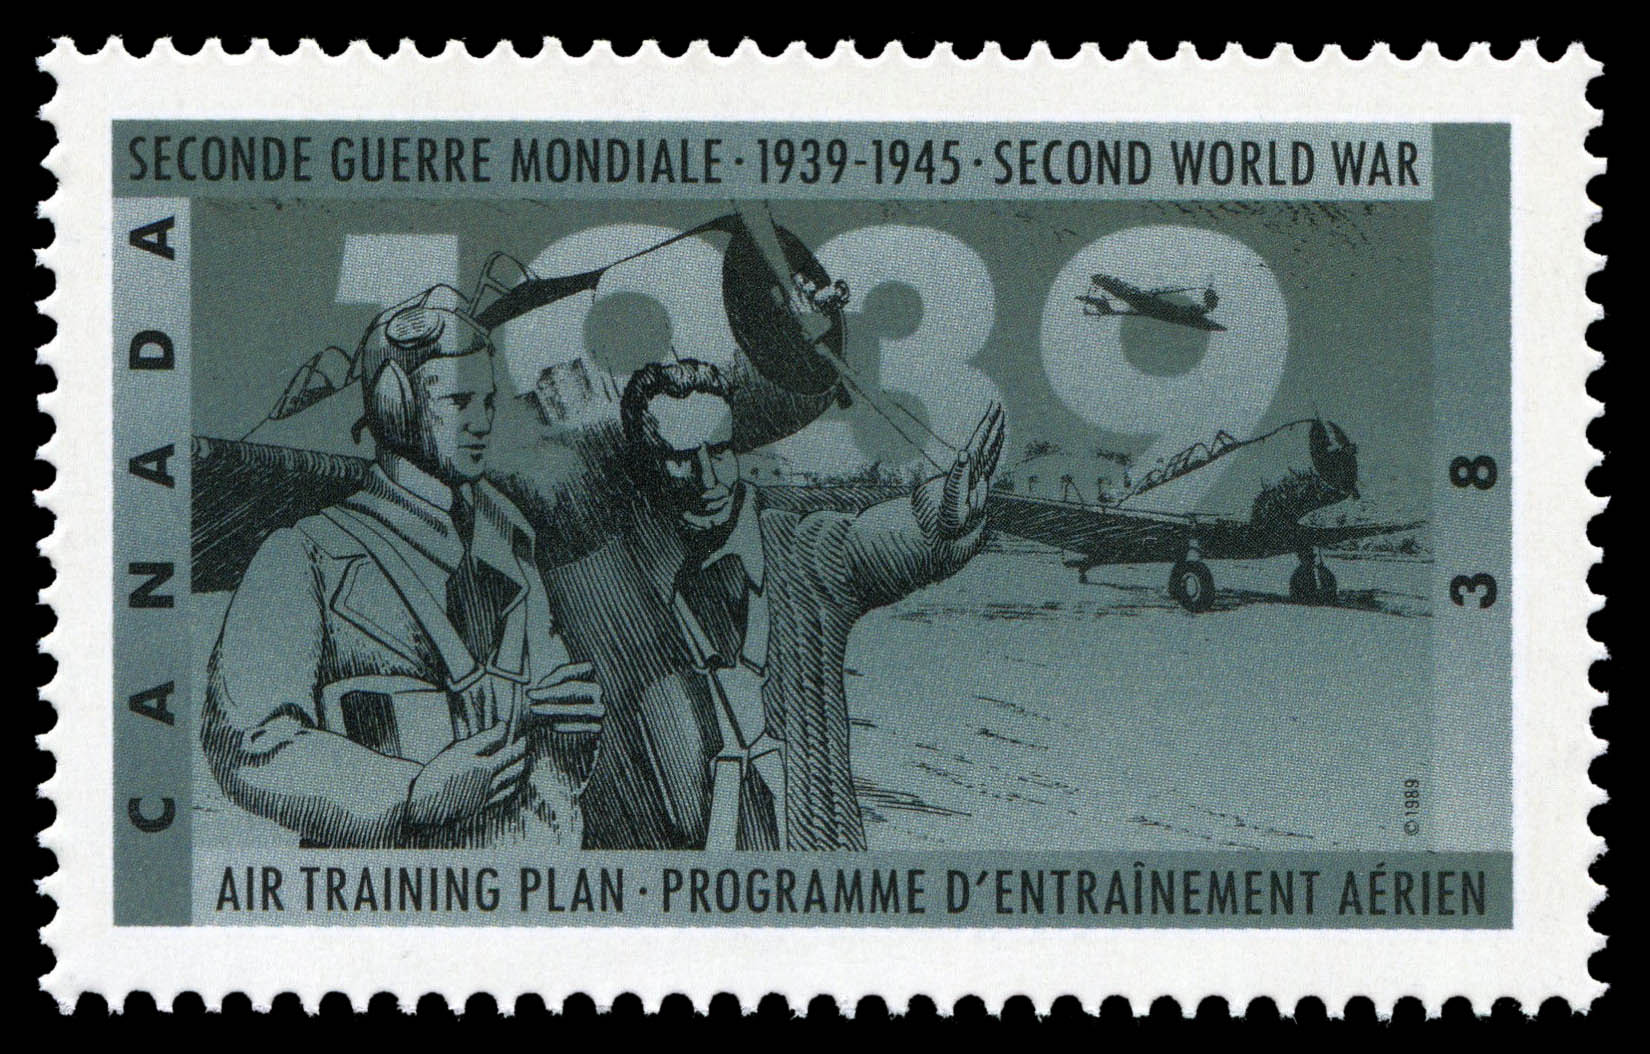 SECONDE GUERRE MONDIALE · 1939-1945 · SECOND WORLD WAR
CANADA
1939
38
©1989
AIR TRAINING PLAN · PROGRAMME D'ENTRAÎNEMENT AÉRIEN